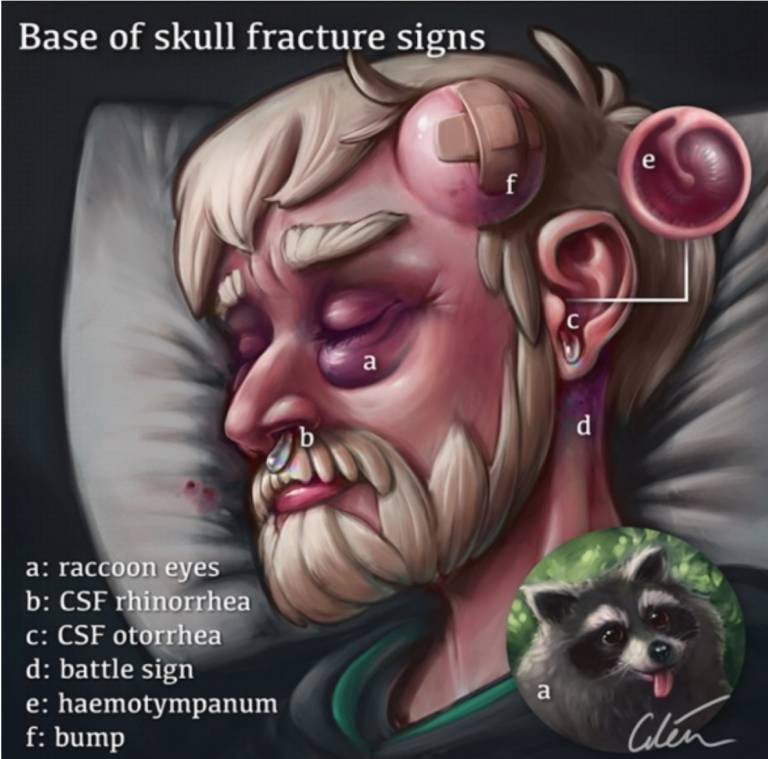 Base of skull fracture signs
e
f
c
a
d
b
a: raccoon eyes
b: CSF rhinorrhea
c: CSF otorrhea
d: battle sign
e: haemotympanum
f: bump
a